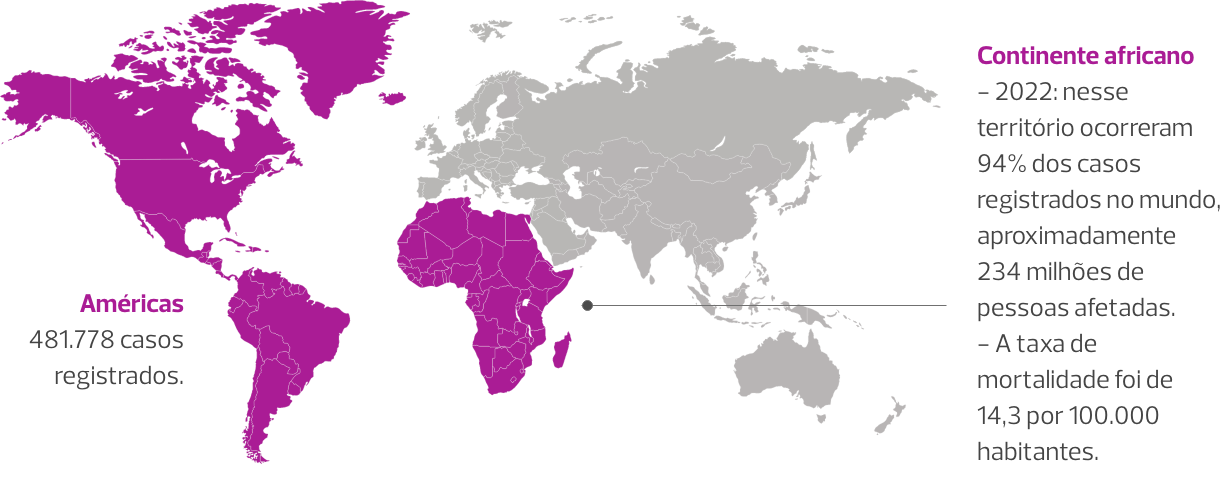 Américas
481.778 casos
registrados.
Continente africano
– 2022: nesse
território ocorreram
94% dos casos
registrados no mundo,
aproximadamente
234 milhões de
pessoas afetadas.
– A taxa de
mortalidade foi de
14,3 por 100.000
habitantes.